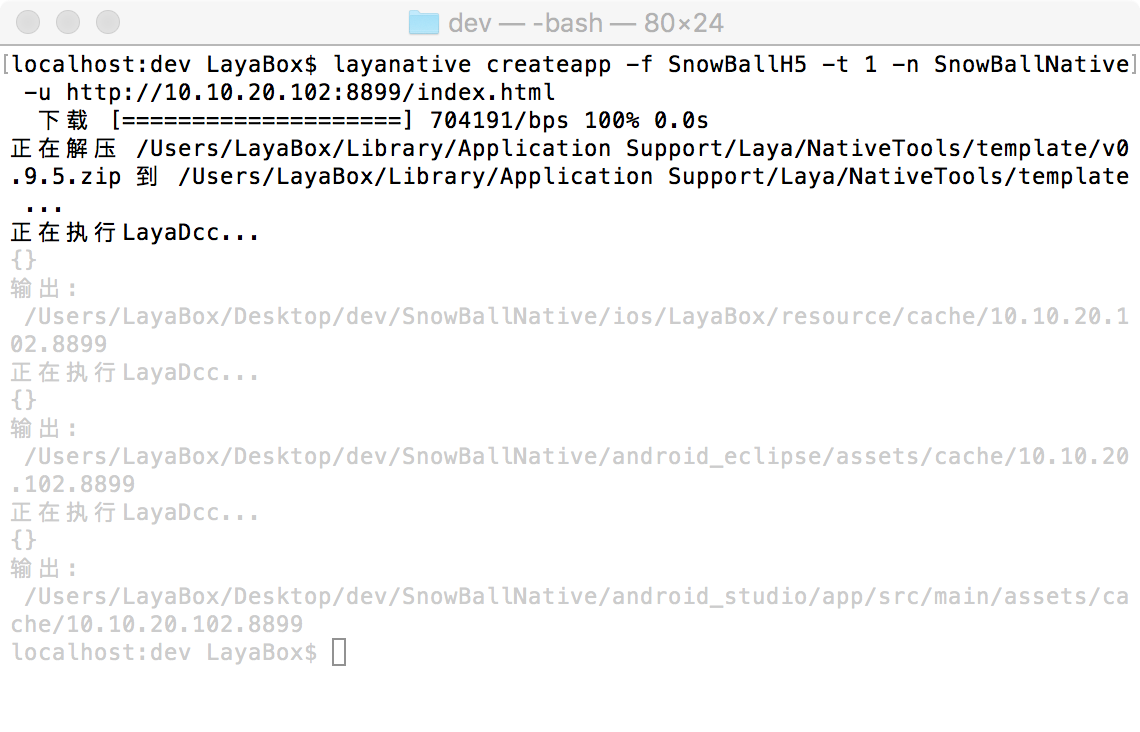 dev — -bash — 80×24
localhost:dev LayaBox$ layanative createapp -f SnowBallH5 -t 1 -n SnowBallNative
-u http://10.10.20.102:8899/index.html
下载 [====================] 704191/bps 100% 0.0s
正在解压 /Users/LayaBox/Library/Application Support/Laya/NativeTools/template/v0
.9.5.zip 到 /Users/LayaBox/Library/Application Support/Laya/NativeTools/template
...
正在执行LayaDcc...
{}
输出:
/Users/LayaBox/Desktop/dev/SnowBallNative/ios/LayaBox/resource/cache/10.10.20.1
02.8899
正在执行LayaDcc...
{}
输出:
/Users/LayaBox/Desktop/dev/SnowBallNative/android_eclipse/assets/cache/10.10.20
.102.8899
正在执行LayaDcc...
{}
输出:
/Users/LayaBox/Desktop/dev/SnowBallNative/android_studio/app/src/main/assets/ca
che/10.10.20.102.8899
localhost:dev LayaBox$